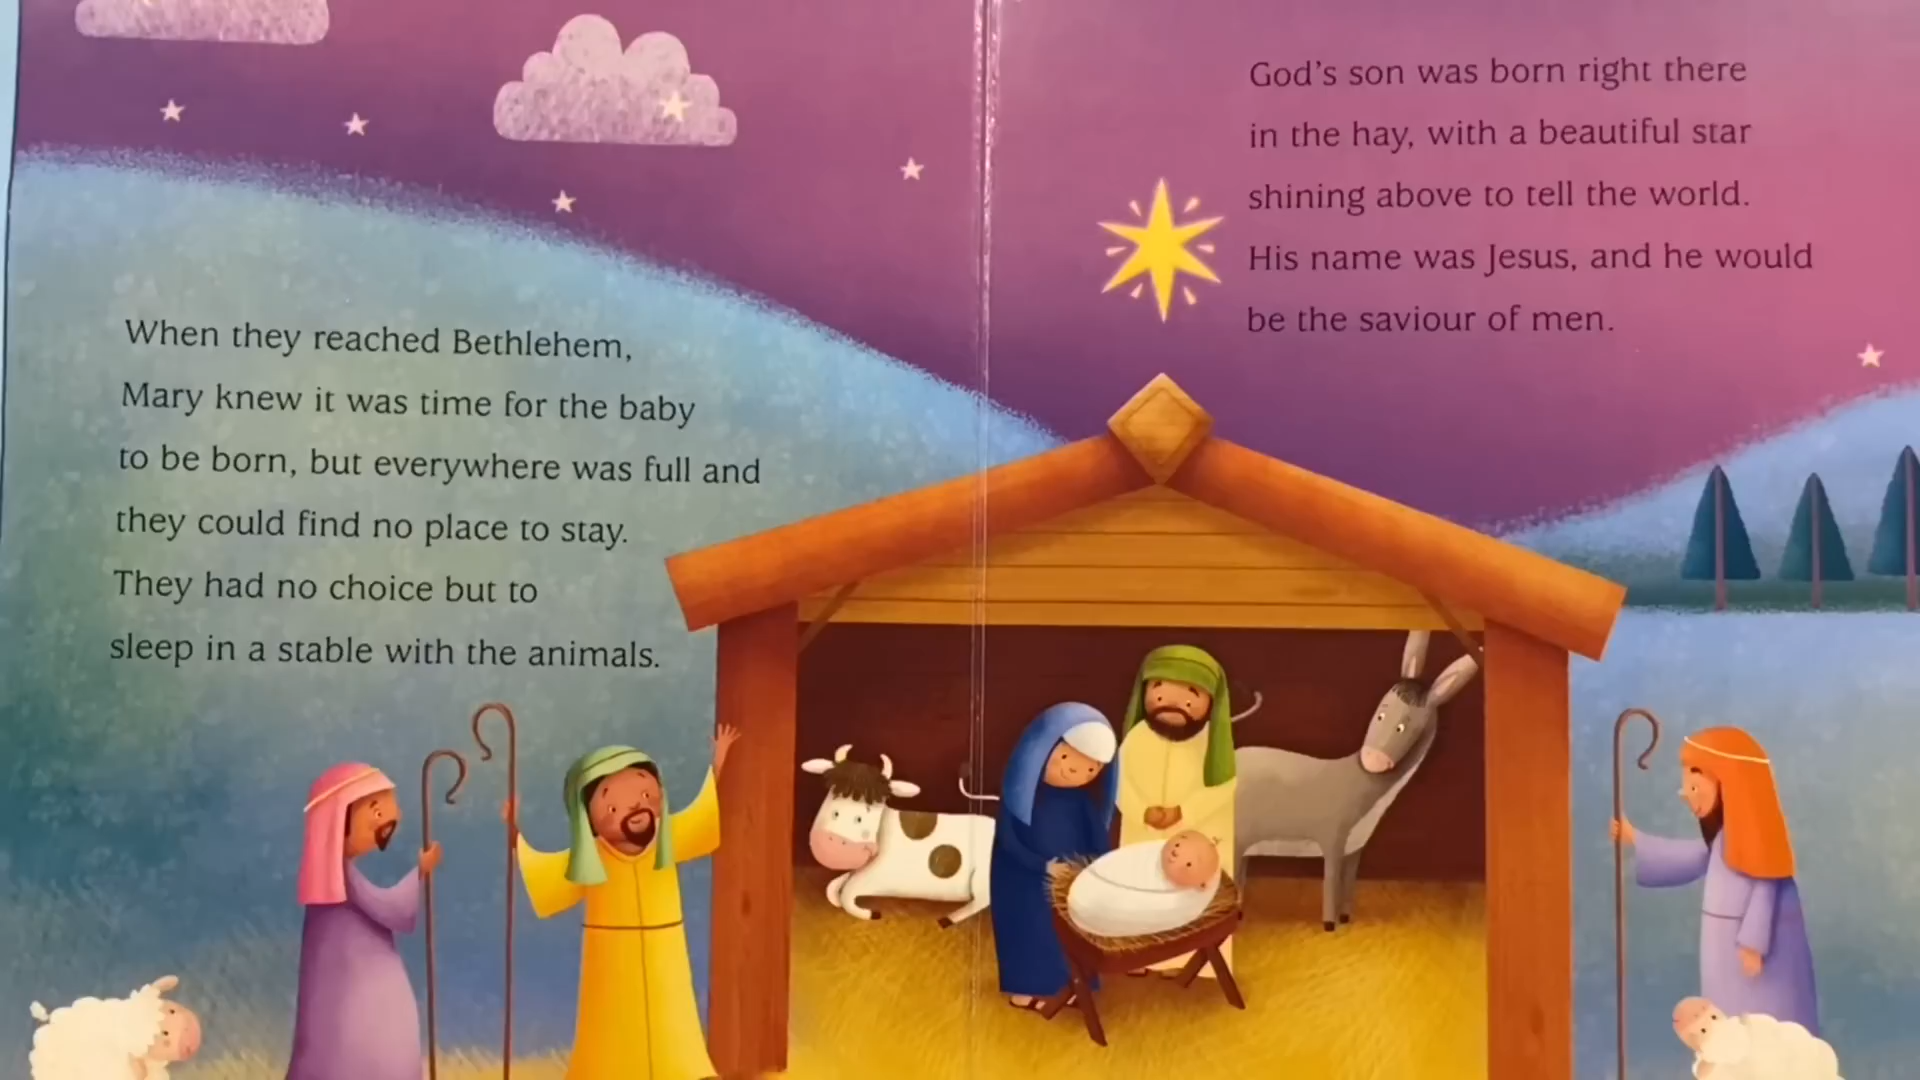 When they reached Bethlehem,
Mary knew it was time for the baby
to be born, but everywhere was full and
they could find no place to stay.
They had no choice but to
sleep in a stable with the animals.
God's son was born right there
in the hay, with a beautiful star
shining above to tell the world.
His name was Jesus, and he would
be the saviour of men.